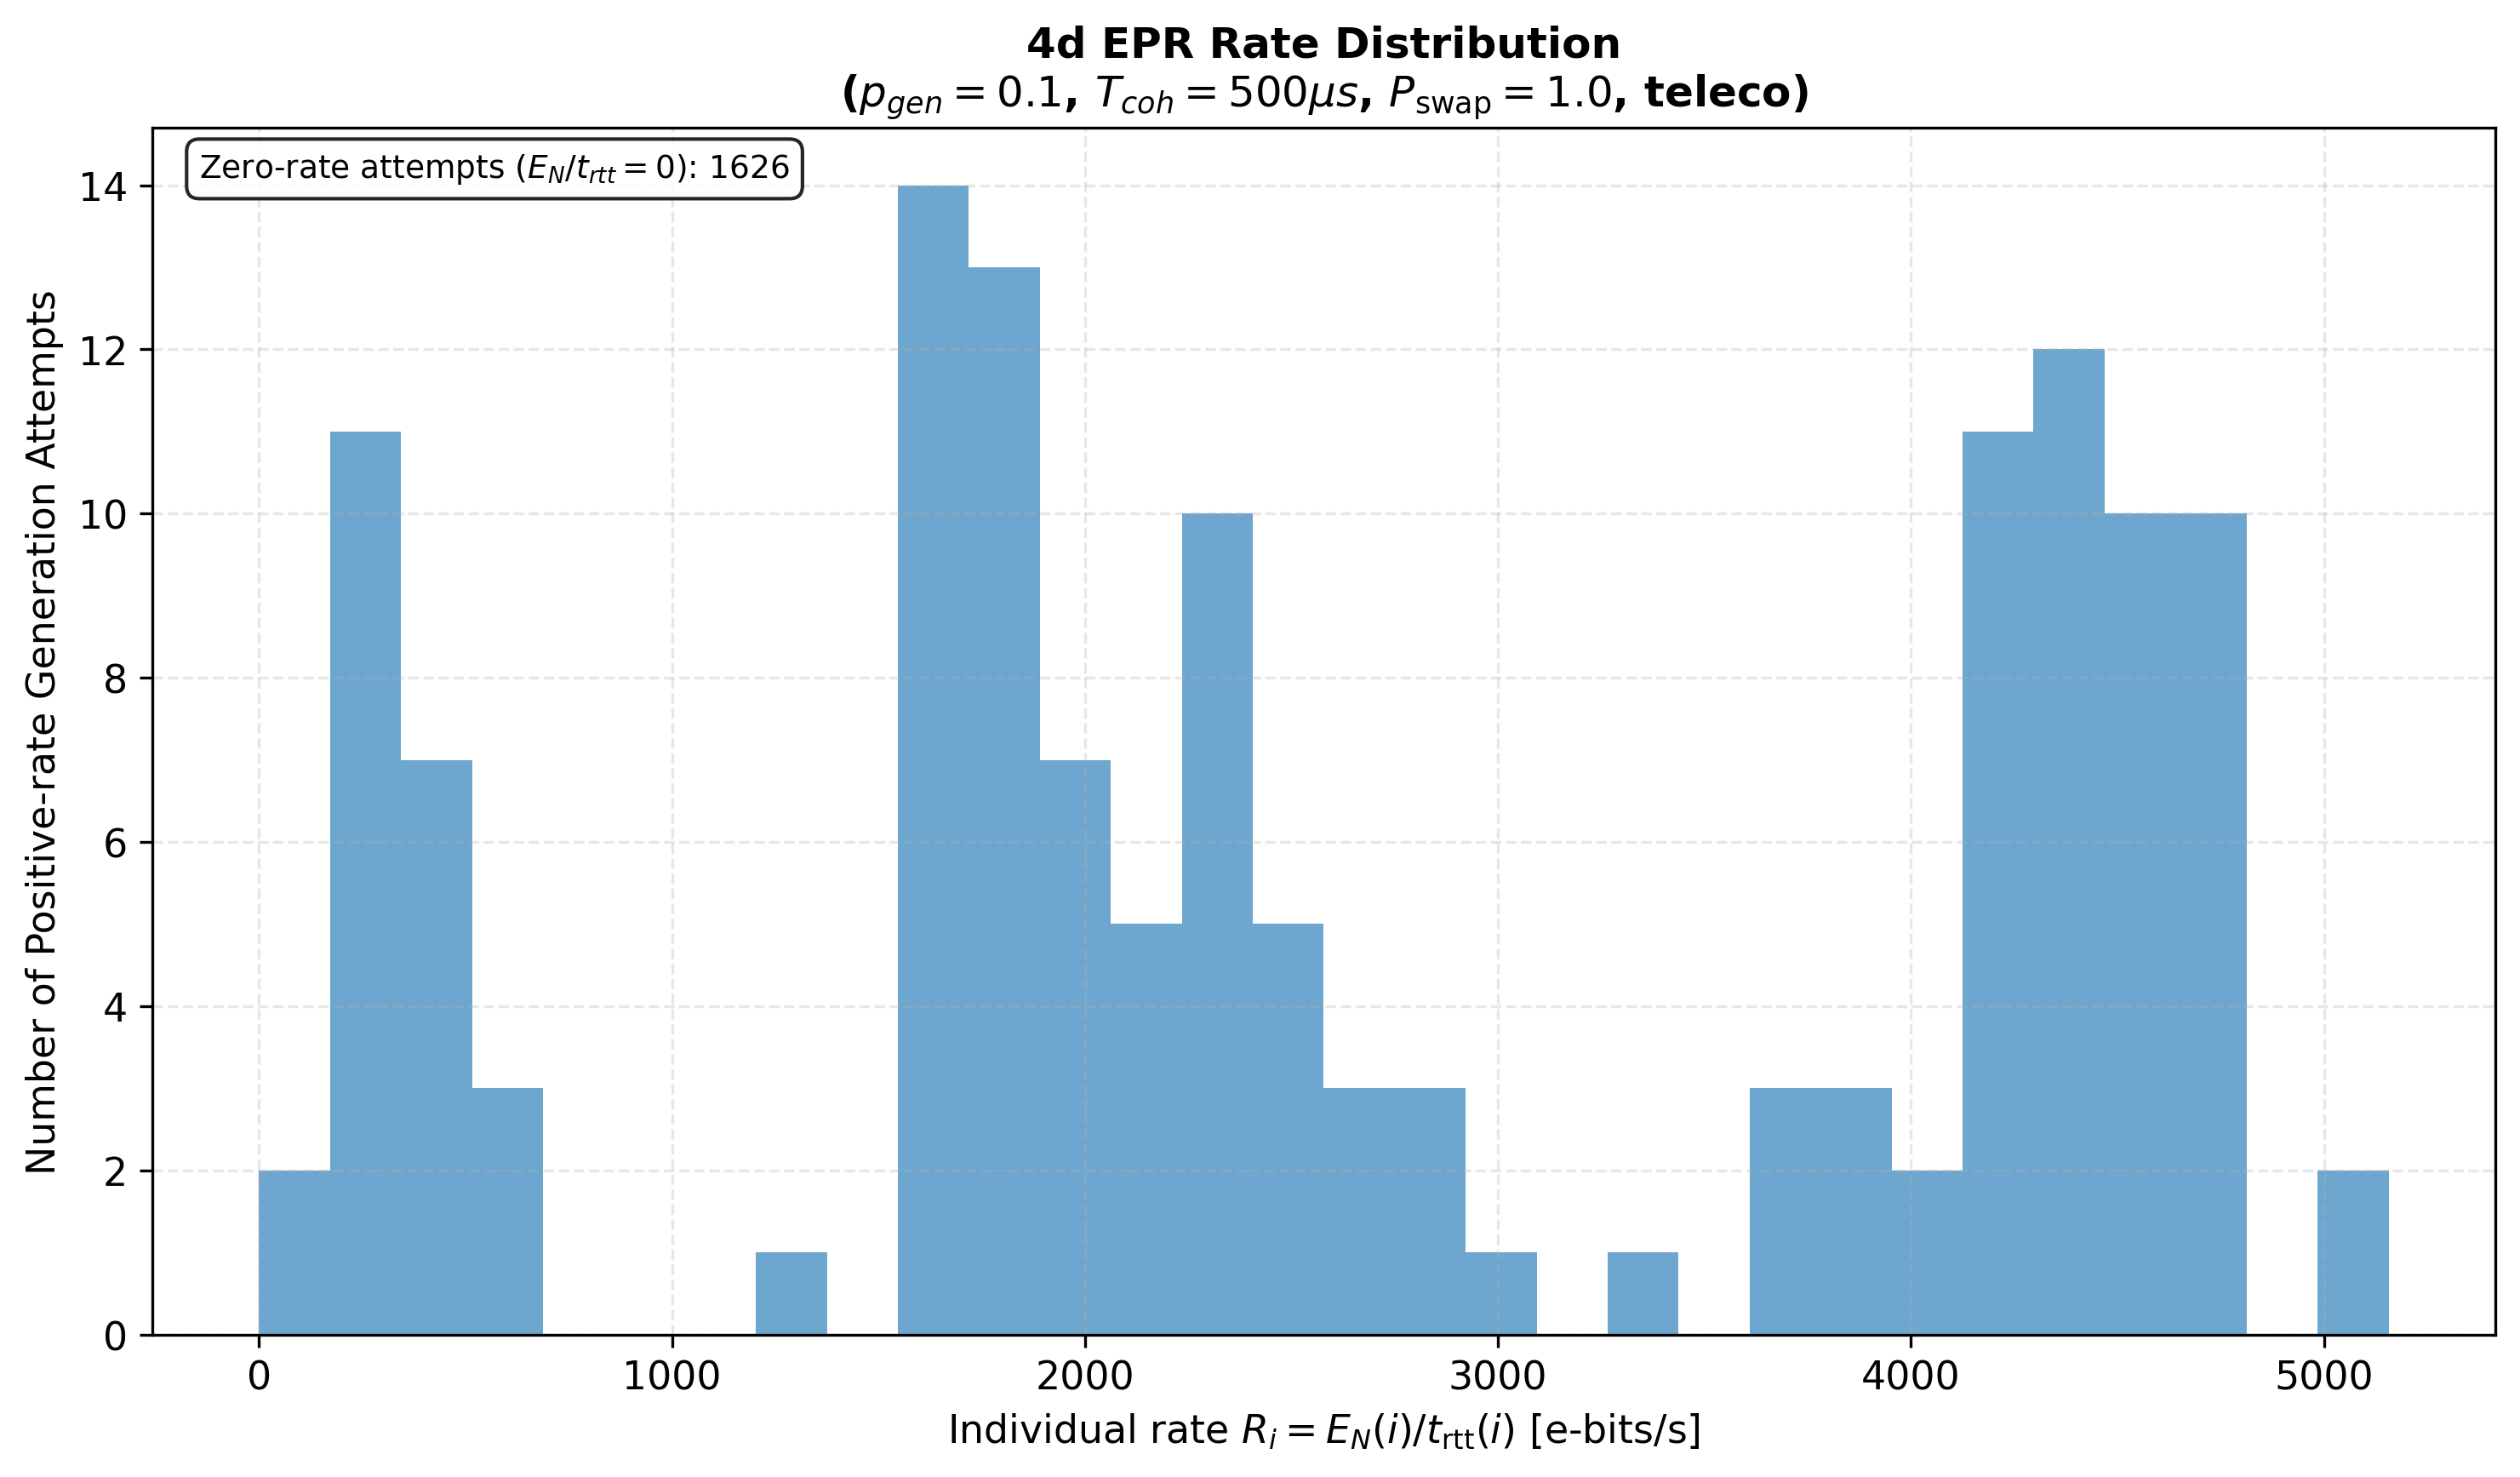 4d EPR Rate Distribution
(p_gen = 0.1, T_coh = 500μs, P_swap = 1.0, teleco)
Zero-rate attempts (E_N/t_rtt = 0): 1626
Number of Positive-rate Generation Attempts
14
12
10
8
6
4
2
0
0 1000 2000 3000 4000 5000
Individual rate R_i = E_N(i)/t_rtt(i) [e-bits/s]